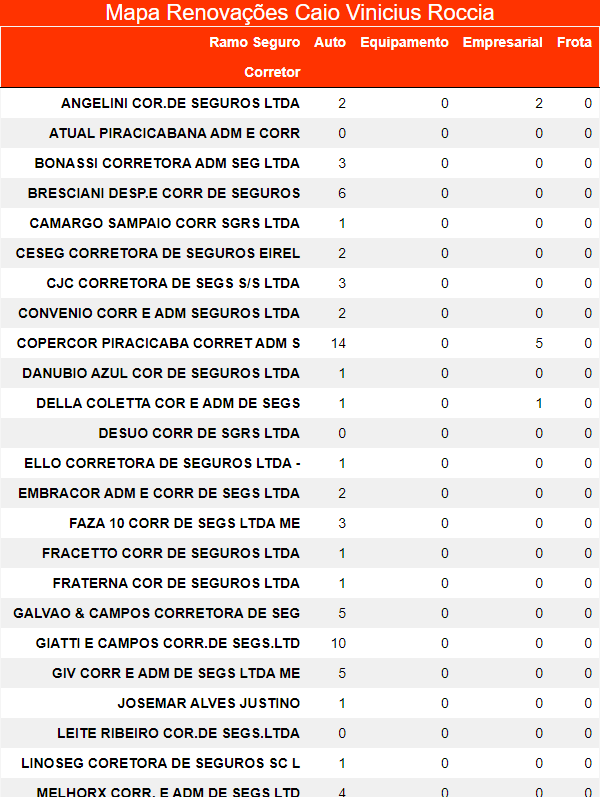 Mapa Renovações Caio Vinicius Roccia
Ramo Seguro Auto Equipamento Empresarial Frota
Corretor
ANGELINI COR.DE SEGUROS LTDA 2 0 2 0
ATUAL PIRACICABANA ADM E CORR 0 0 0 0
BONASSI CORRETORA ADM SEG LTDA 3 0 0 0
BRESCIANI DESP.E CORR DE SEGUROS 6 0 0 0
CAMARGO SAMPAIO CORR SGRS LTDA 1 0 0 0
CESEG CORRETORA DE SEGUROS EIREL 2 0 0 0
CJC CORRETORA DE SEGS S/S LTDA 3 0 0 0
CONVENIO CORR E ADM SEGUROS LTDA 2 0 0 0
COPERCOR PIRACICABA CORRET ADM S 14 0 5 0
DANUBIO AZUL COR DE SEGUROS LTDA 1 0 0 0
DELLA COLETTA COR E ADM DE SEGS 1 0 1 0
DESUO CORR DE SGRS LTDA 0 0 0 0
ELLO CORRETORA DE SEGUROS LTDA - 1 0 0 0
EMBRACOR ADM E CORR DE SEGS LTDA 2 0 0 0
FAZA 10 CORR DE SEGS LTDA ME 3 0 0 0
FRACETTO CORR DE SEGUROS LTDA 1 0 0 0
FRATERNA COR DE SEGUROS LTDA 1 0 0 0
GALVAO & CAMPOS CORRETORA DE SEG 5 0 0 0
GIATTI E CAMPOS CORR.DE SEGS.LTD 10 0 0 0
GIV CORR E ADM DE SEGS LTDA ME 5 0 0 0
JOSEMAR ALVES JUSTINO 1 0 0 0
LEITE RIBEIRO COR.DE SEGS.LTDA 0 0 0 0
LINOSEG CORETORA DE SEGUROS SC L 1 0 0 0
MELHORX CORR. E ADM DE SEGS LTD 4 0 0 0